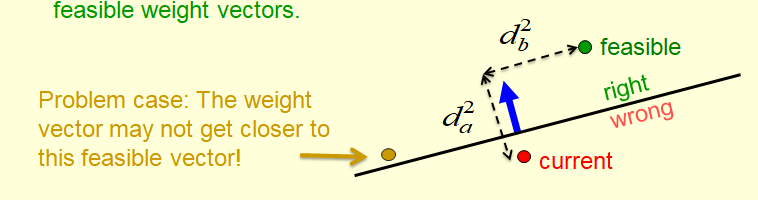 feasible weight vectors.
d_b^2
feasible
Problem case: The weight
vector may not get closer to
this feasible vector!
d_a^2
right
wrong
current